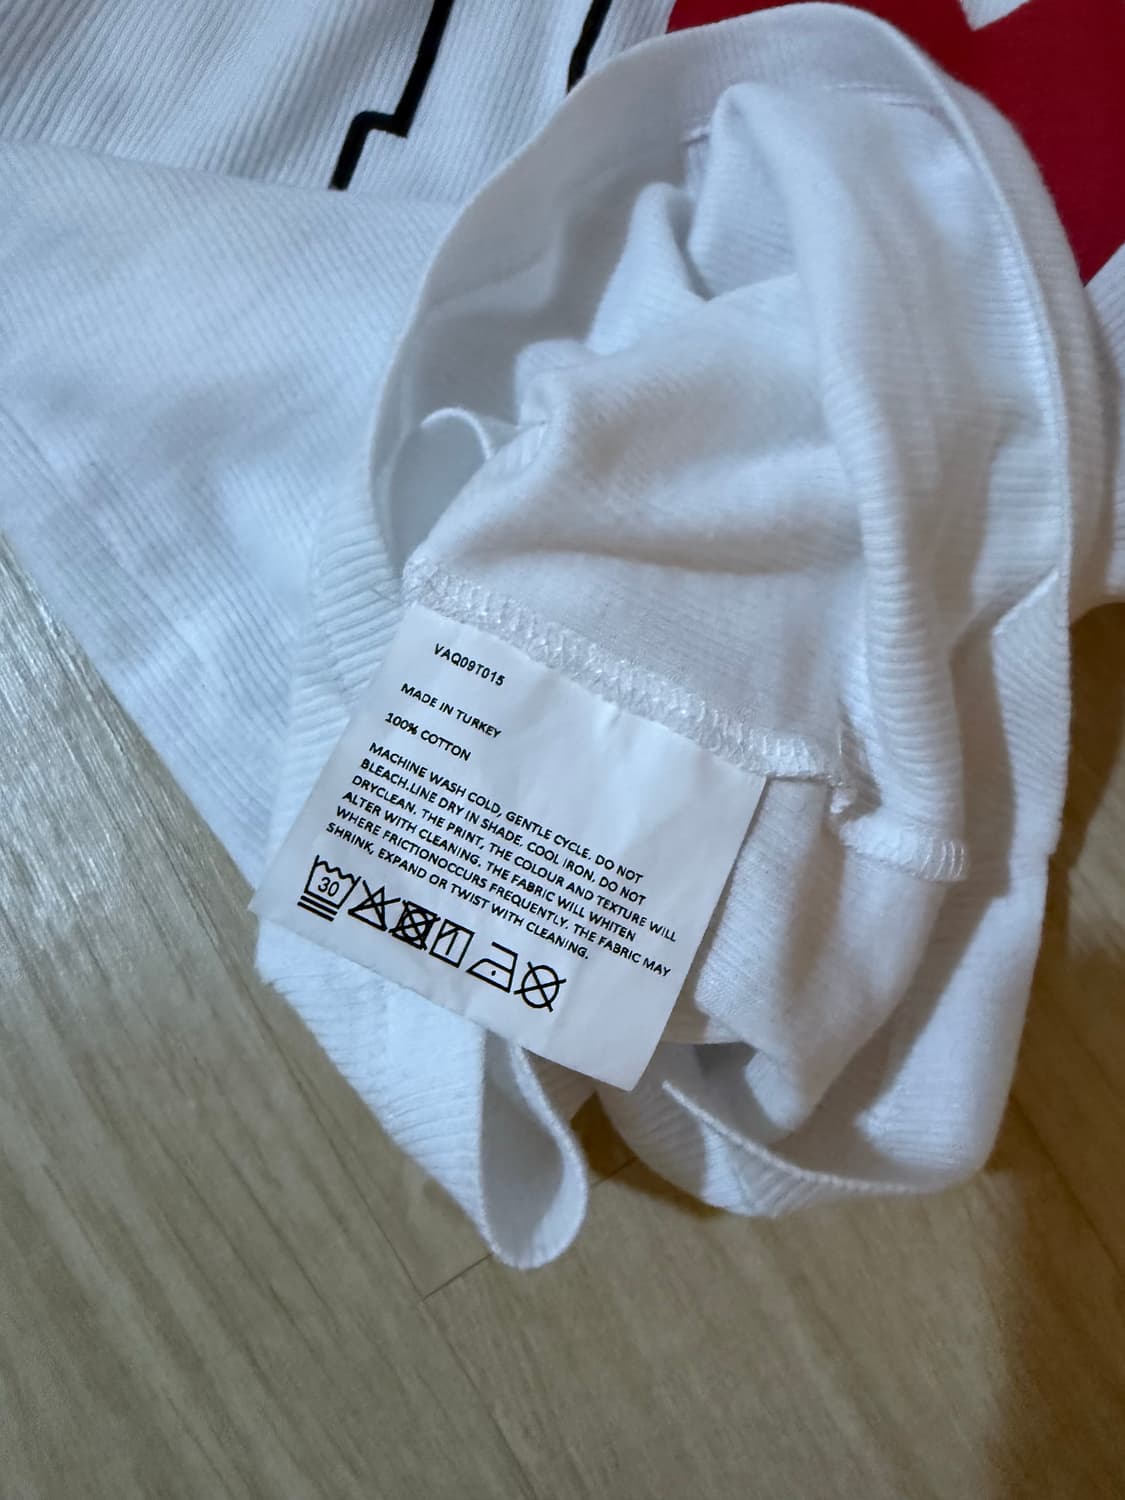 VAQ09T015
MADE IN TURKEY
100% COTTON
MACHINE WASH COLD, GENTLE CYCLE. DO NOT
BLEACH.LINE DRY IN SHADE. COOL IRON, DO NOT
DRYCLEAN. THE PRINT, THE COLOUR AND TEXTURE WILL
ALTER WITH CLEANING. THE FABRIC WILL WHITEN
WHERE FRICTIONOCCURS FREQUENTLY. THE FABRIC MAY
SHRINK, EXPAND OR TWIST WITH CLEANING.
30